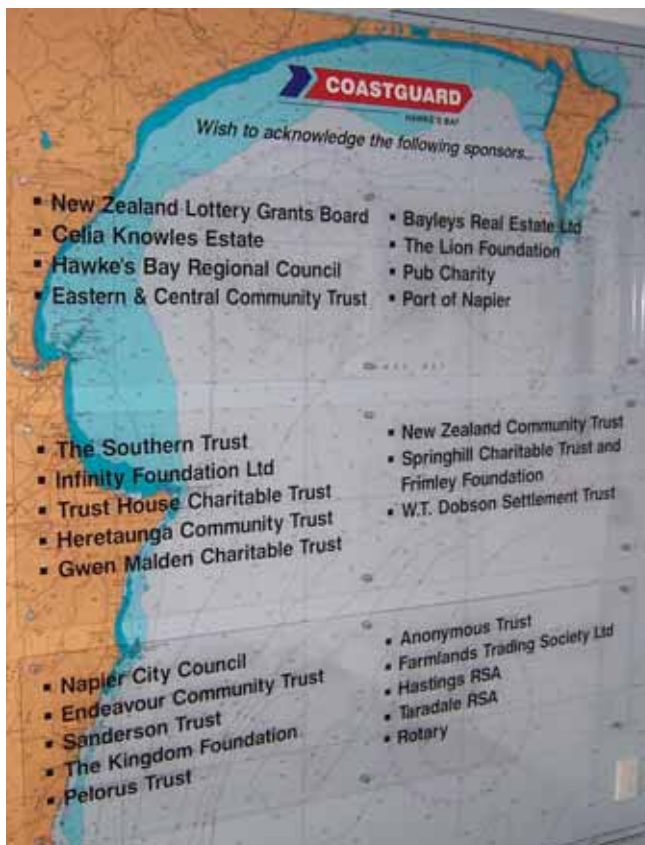 COASTGUARD
HAWKE'S BAY
Wish to acknowledge the following sponsors...
▪ New Zealand Lottery Grants Board
▪ Celia Knowles Estate
▪ Hawke's Bay Regional Council
▪ Eastern & Central Community Trust
▪ Bayleys Real Estate Ltd
▪ The Lion Foundation
▪ Pub Charity
▪ Port of Napier
▪ The Southern Trust
▪ Infinity Foundation Ltd
▪ Trust House Charitable Trust
▪ Heretaunga Community Trust
▪ Gwen Malden Charitable Trust
▪ New Zealand Community Trust
▪ Springhill Charitable Trust and
Frimley Foundation
▪ W.T. Dobson Settlement Trust
▪ Napier City Council
▪ Endeavour Community Trust
▪ Sanderson Trust
▪ The Kingdom Foundation
▪ Pelorus Trust
▪ Anonymous Trust
▪ Farmlands Trading Society Ltd
▪ Hastings RSA
▪ Taradale RSA
▪ Rotary